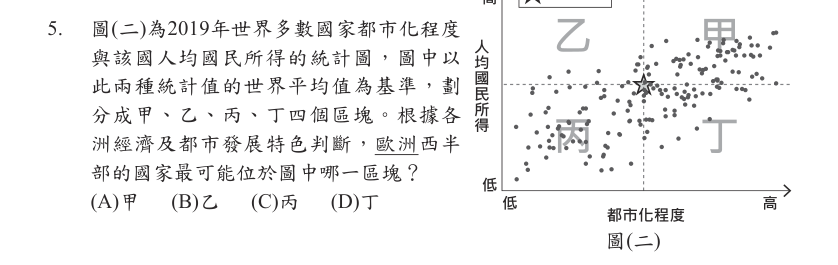 5. 圖(二)為2019年世界多數國家都市化程度
與該國人均國民所得的統計圖，圖中以
此兩種統計值的世界平均值為基準，劃
分成甲、乙、丙、丁四個區塊。根據各
洲經濟及都市發展特色判斷，歐洲西半
部的國家最可能位於圖中哪一區塊？
(A)甲 (B)乙 (C)丙 (D)丁
高
乙 甲
人均國民所得
丙 丁
低
低 高
都市化程度
圖(二)